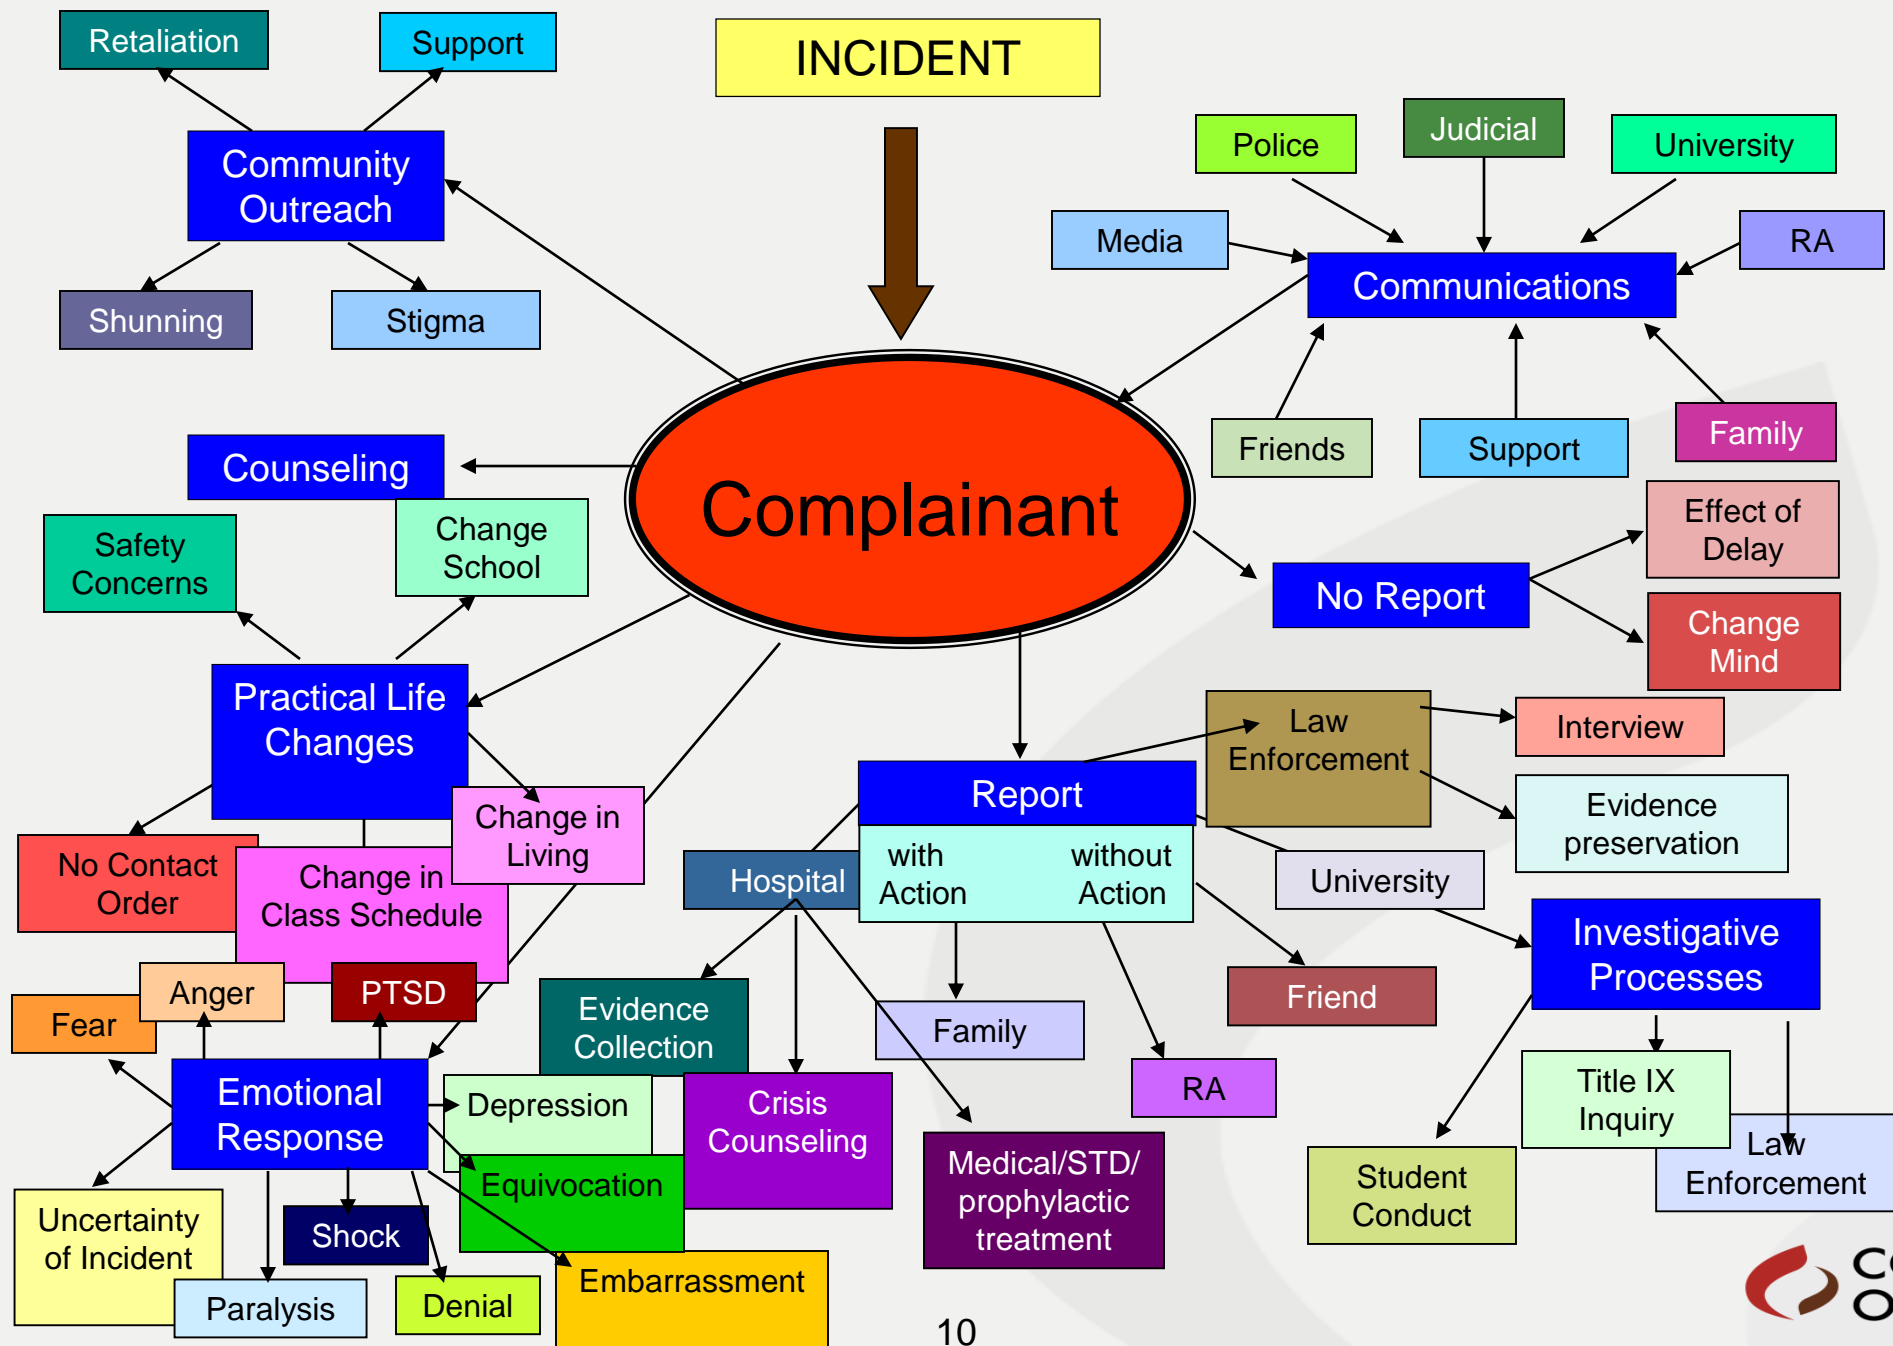 INCIDENT
Retaliation
Support
Community
Outreach
Shunning
Stigma
Police
Judicial
University
Media
RA
Communications
Friends
Support
Family
Complainant
Counseling
Safety
Concerns
Change
School
Practical Life
Changes
No Contact
Order
Change in
Class Schedule
Change in
Living
No Report
Effect of
Delay
Change
Mind
Report
with
Action
without
Action
Law
Enforcement
Interview
Evidence
preservation
Hospital
University
Evidence
Collection
Crisis
Counseling
Medical/STD/
prophylactic
treatment
Family
RA
Friend
Investigative
Processes
Student
Conduct
Title IX
Inquiry
Law
Enforcement
Fear
Anger
PTSD
Emotional
Response
Depression
Equivocation
Embarrassment
Uncertainty
of Incident
Paralysis
Shock
Denial
10